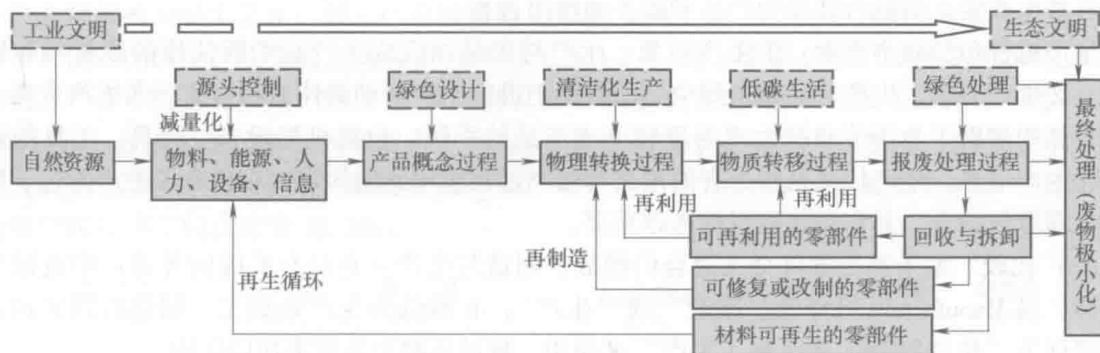 工业文明
生态文明
源头控制
绿色设计
清洁化生产
低碳生活
绿色处理
减量化
自然资源
物料、能源、人
力、设备、信息
产品概念过程
物理转换过程
物质转移过程
报废处理过程
最终处理（废物极小化）
再利用
再利用
可再利用的零部件
回收与拆卸
再制造
再生循环
可修复或改制的零部件
材料可再生的零部件